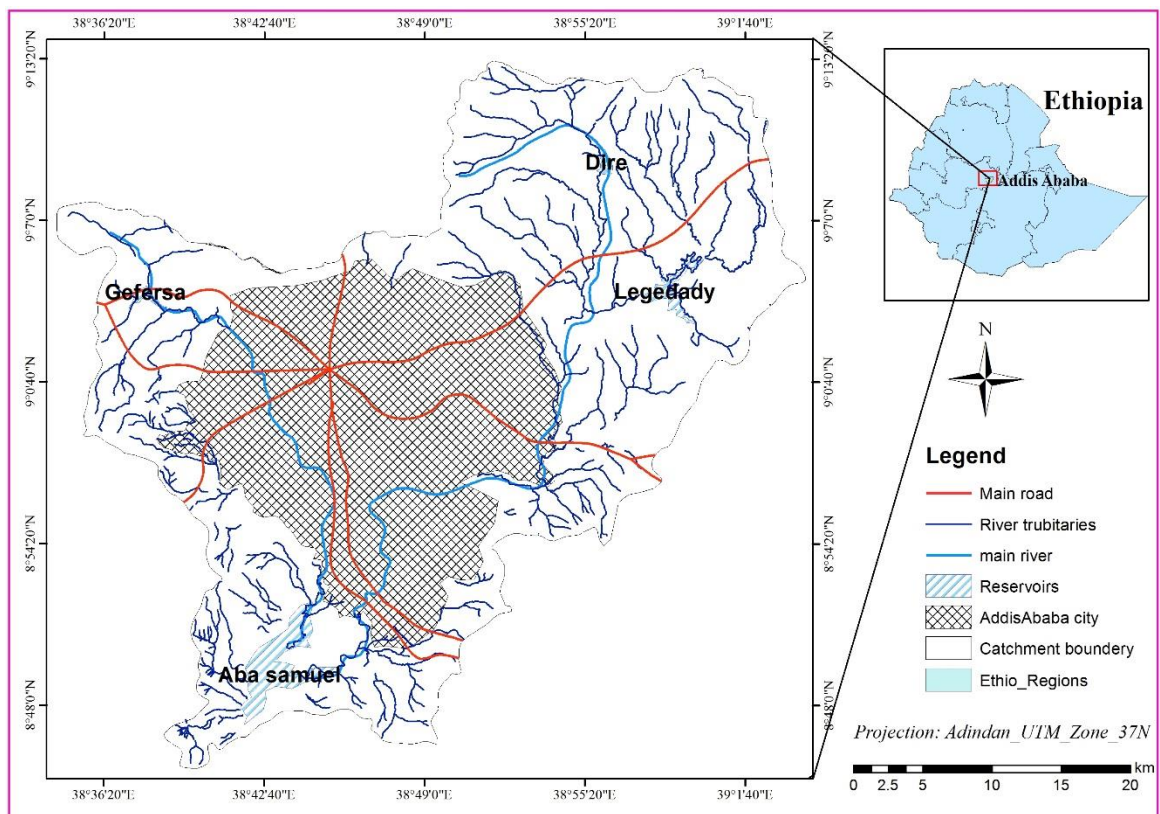 38°36'20"E 38°42'40"E 38°49'0"E 38°55'20"E 39°1'40"E
9°13'20"N 9°13'20"N
Ethiopia
Addis Ababa
Dire
9°7'0"N 9°7'0"N
Gefersa
Legedady
9°0'40"N 9°0'40"N
N
Legend
Main road
River trubitaries
main river
Reservoirs
AddisAbaba city
Catchment boundery
Ethio_Regions
8°54'20"N 8°54'20"N
Aba samuel
8°48'0"N 8°48'0"N
Projection: Adindan_UTM_Zone_37N
km
0 2.5 5 10 15 20
38°36'20"E 38°42'40"E 38°49'0"E 38°55'20"E 39°1'40"E